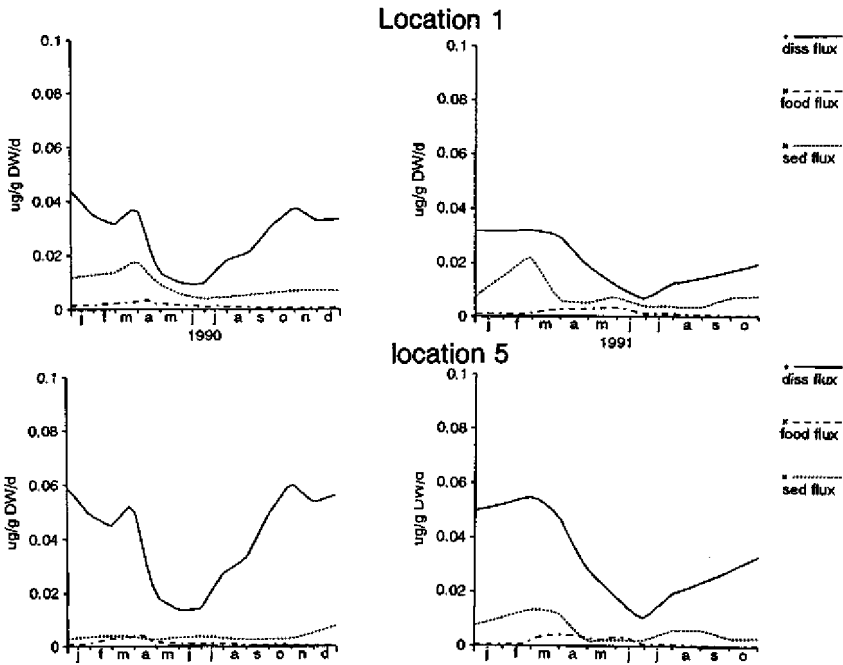 Location 1
0.1
0.08
0.06
0.04
0.02
0
ug/g DW/d
j f m a m j j a s o n d
1990
0.1
0.08
0.06
0.04
0.02
0
ug/g DW/d
j f m a m j j a s o
1991
* diss flux
* food flux
* sed flux
location 5
0.1
0.08
0.06
0.04
0.02
0
ug/g DW/d
j f m a m j j a s o n d
0.1
0.08
0.06
0.04
0.02
0
ug/g DW/d
j f m a m j j a s o
* diss flux
* food flux
* sed flux